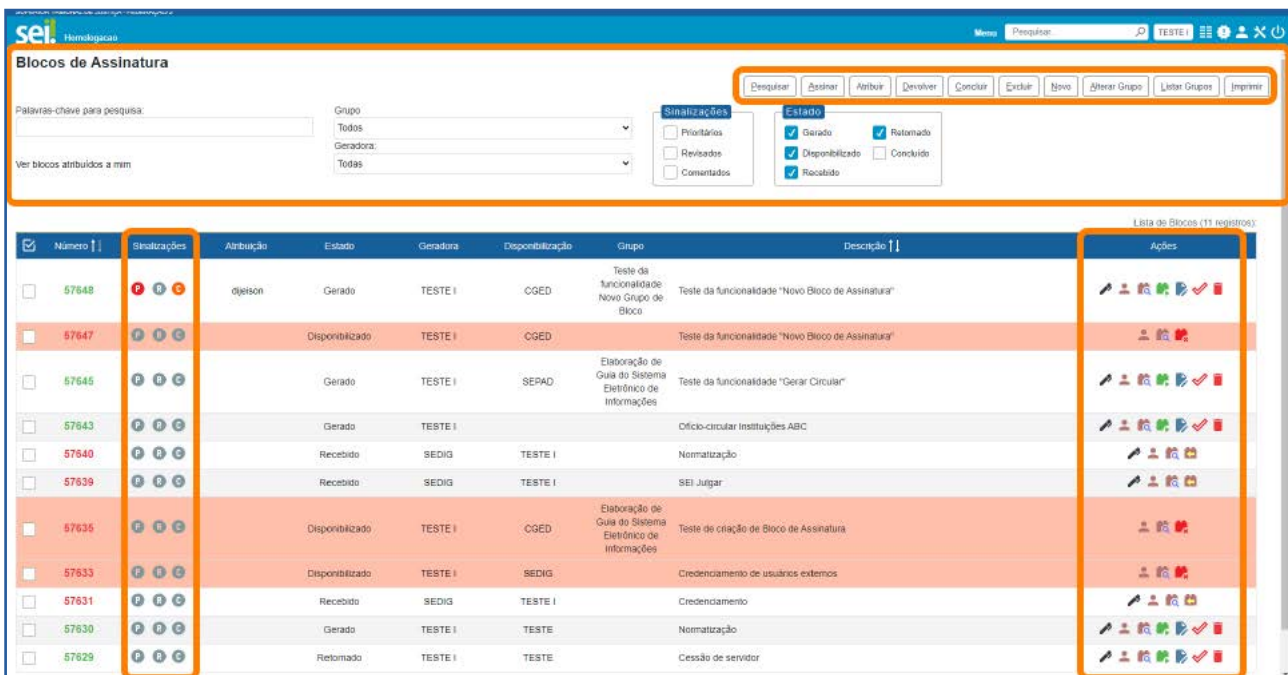 sei. Homologacao
Menu Pesquisar... TESTE I
Blocos de Assinatura
Pesquisar Assinar Atribuir Devolver Concluir Excluir Novo Alterar Grupo Listar Grupos Imprimir
Palavras-chave para pesquisa:
Ver blocos atribuídos a mim
Grupo
Todos
Geradora:
Todas
Sinalizações
Prioritários
Revisados
Comentados
Estado
Gerado Retornado
Disponibilizado Concluído
Recebido
Lista de Blocos (11 registros):
Número Sinalizações Atribuição Estado Geradora Disponibilização Grupo Descrição Ações
57648 P R C dijeison Gerado TESTE I CGED Teste da funcionalidade Novo Grupo de Bloco Teste da funcionalidade "Novo Bloco de Assinatura"
57647 P R C Disponibilizado TESTE I CGED Teste da funcionalidade "Novo Bloco de Assinatura"
57645 P R C Gerado TESTE I SEPAD Elaboração de Guia do Sistema Eletrônico de Informações Teste da funcionalidade "Gerar Circular"
57643 P R C Gerado TESTE I Ofício-circular Instituições ABC
57640 P R C Recebido SEDIG TESTE I Normatização
57639 P R C Recebido SEDIG TESTE I SEI Julgar
57635 P R C Disponibilizado TESTE I CGED Elaboração de Guia do Sistema Eletrônico de Informações Teste de criação de Bloco de Assinatura
57633 P R C Disponibilizado TESTE I SEDIG Credenciamento de usuários externos
57631 P R C Recebido SEDIG TESTE I Credenciamento
57630 P R C Gerado TESTE I TESTE Normatização
57629 P R C Retornado TESTE I TESTE Cessão de servidor